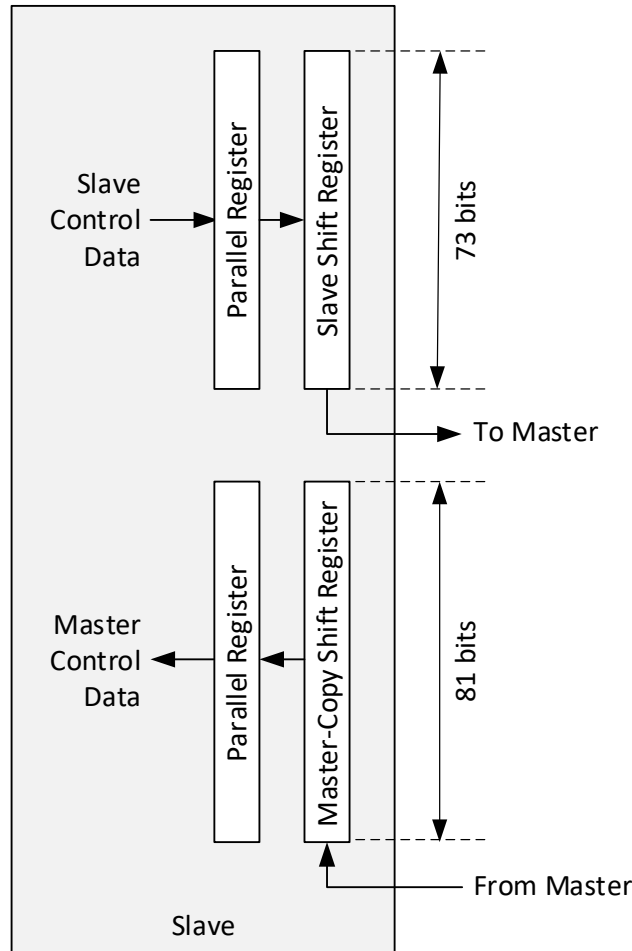 Slave
Control
Data
Parallel Register
Slave Shift Register
73 bits
To Master
Master
Control
Data
Parallel Register
Master-Copy Shift Register
81 bits
From Master
Slave